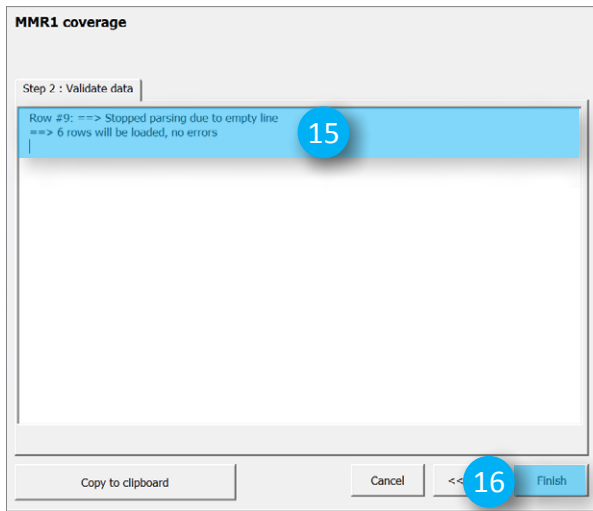 MMR1 coverage
Step 2 : Validate data
Row #9: ==> Stopped parsing due to empty line
==> 6 rows will be loaded, no errors
15
Copy to clipboard
Cancel
<<
16
Finish